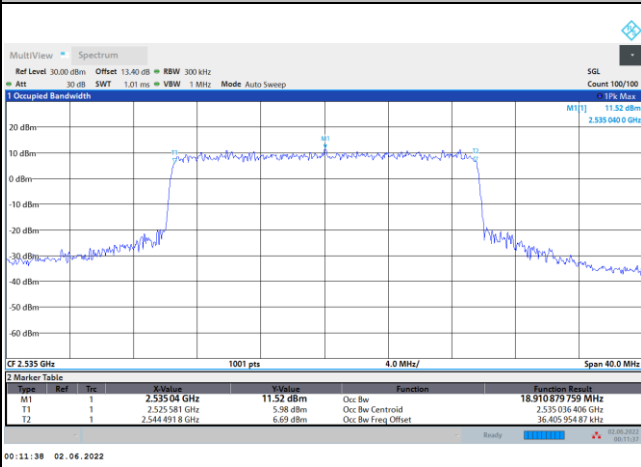 MultiView Spectrum
Ref Level 30.00 dBm Offset 13.40 dB RBW 300 kHz SGL
Att 30 dB SWT 1.01 ms VBW 1 MHz Mode Auto Sweep Count 100/100
1 Occupied Bandwidth 1Pk Max
M1[1] 11.52 dBm
2.535 040 0 GHz
20 dBm
M1
10 dBm
T1
T2
0 dBm
-10 dBm
-20 dBm
-30 dBm
-40 dBm
-50 dBm
-60 dBm
CF 2.535 GHz 1001 pts 4.0 MHz/ Span 40.0 MHz
2 Marker Table
Type Ref Trc X-Value Y-Value Function Function Result
M1 1 2.53504 GHz 11.52 dBm Occ Bw 18.910 879 759 MHz
T1 1 2.525 581 GHz 5.98 dBm Occ Bw Centroid 2.535 036 406 GHz
T2 1 2.544 491 8 GHz 6.69 dBm Occ Bw Freq Offset 36.405 954 87 kHz
Ready 02.06.2022
00:11:37
00:11:38 02.06.2022